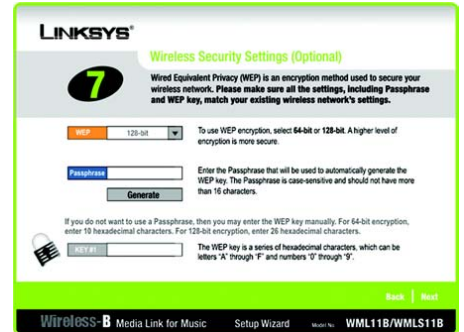 LINKSYS®
Wireless Security Settings (Optional)
7
Wired Equivalent Privacy (WEP) is an encryption method used to secure your
wireless network. Please make sure all the settings, including Passphrase
and WEP key, match your existing wireless network's settings.
WEP 128-bit
To use WEP encryption, select 64-bit or 128-bit. A higher level of
encryption is more secure.
Passphrase
Enter the Passphrase that will be used to automatically generate the
WEP key. The Passphrase is case-sensitive and should not have more
than 16 characters.
Generate
If you do not want to use a Passphrase, then you may enter the WEP key manually. For 64-bit encryption,
enter 10 hexadecimal characters. For 128-bit encryption, enter 26 hexadecimal characters.
KEY #1
The WEP key is a series of hexadecimal characters, which can be
letters "A" through "F" and numbers "0" through "9".
Back | Next
Wireless-B Media Link for Music Setup Wizard Model No. WML11B/WMLS11B